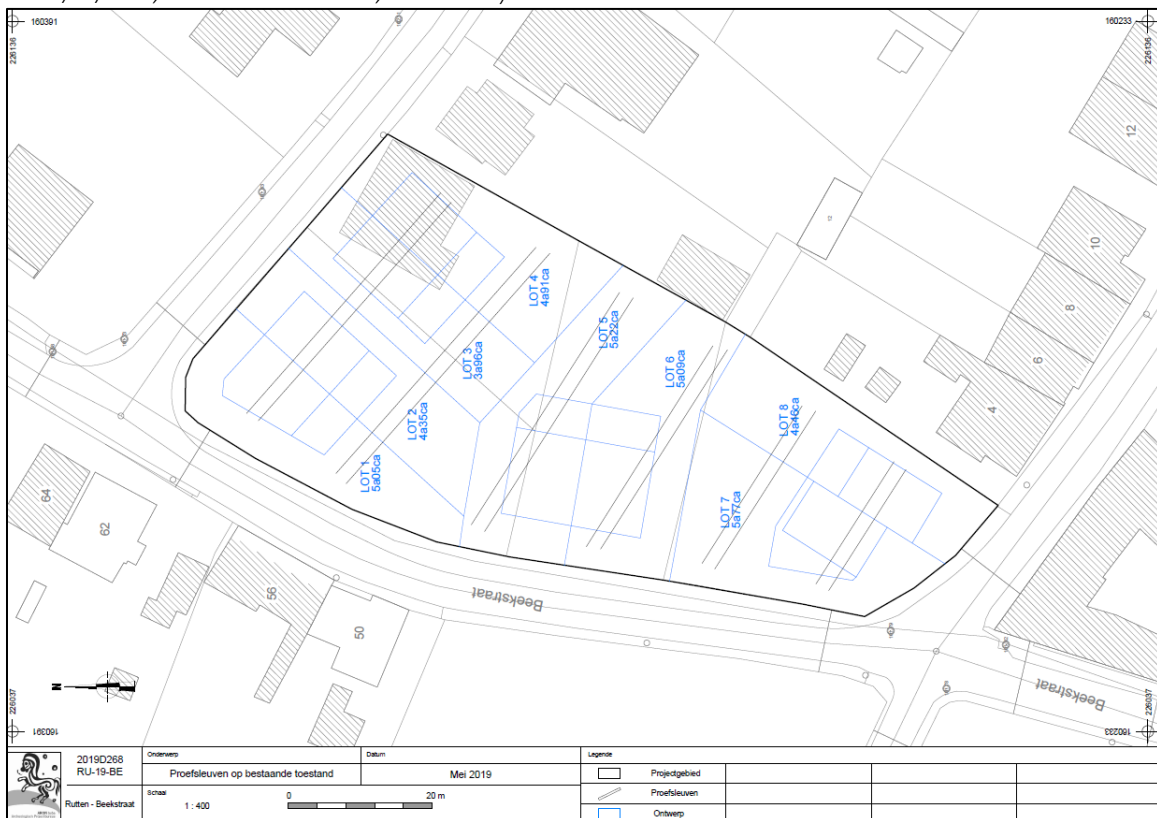 160391
160233
226136
226136
12
12
10
8
6
4
LOT 4
4a91ca
LOT 5
5a22ca
LOT 3
3a96ca
LOT 6
5a09ca
LOT 2
4a35ca
LOT 8
4a46ca
LOT 1
5a05ca
LOT 7
5a77ca
64
62
56
50
Beekstraat
Beekstraat
N
226037
226037
160391
160233
2019D268
RU-19-BE
Rutten - Beekstraat
Onderwerp
Proefsleuven op bestaande toestand
Datum
Mei 2019
Schaal
1 : 400
0
20 m
Legende
Projectgebied
Proefsleuven
Ontwerp